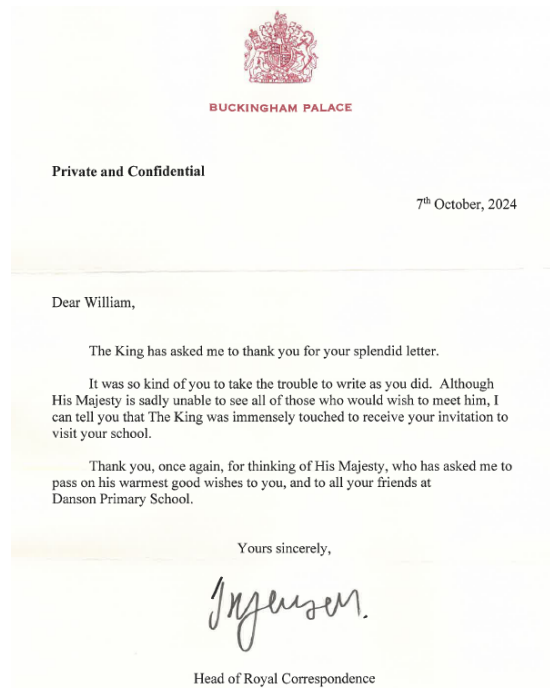 BUCKINGHAM PALACE
Private and Confidential
7th October, 2024
Dear William,
The King has asked me to thank you for your splendid letter.
It was so kind of you to take the trouble to write as you did. Although
His Majesty is sadly unable to see all of those who would wish to meet him, I
can tell you that The King was immensely touched to receive your invitation to
visit your school.
Thank you, once again, for thinking of His Majesty, who has asked me to
pass on his warmest good wishes to you, and to all your friends at
Danson Primary School.
Yours sincerely,
Head of Royal Correspondence